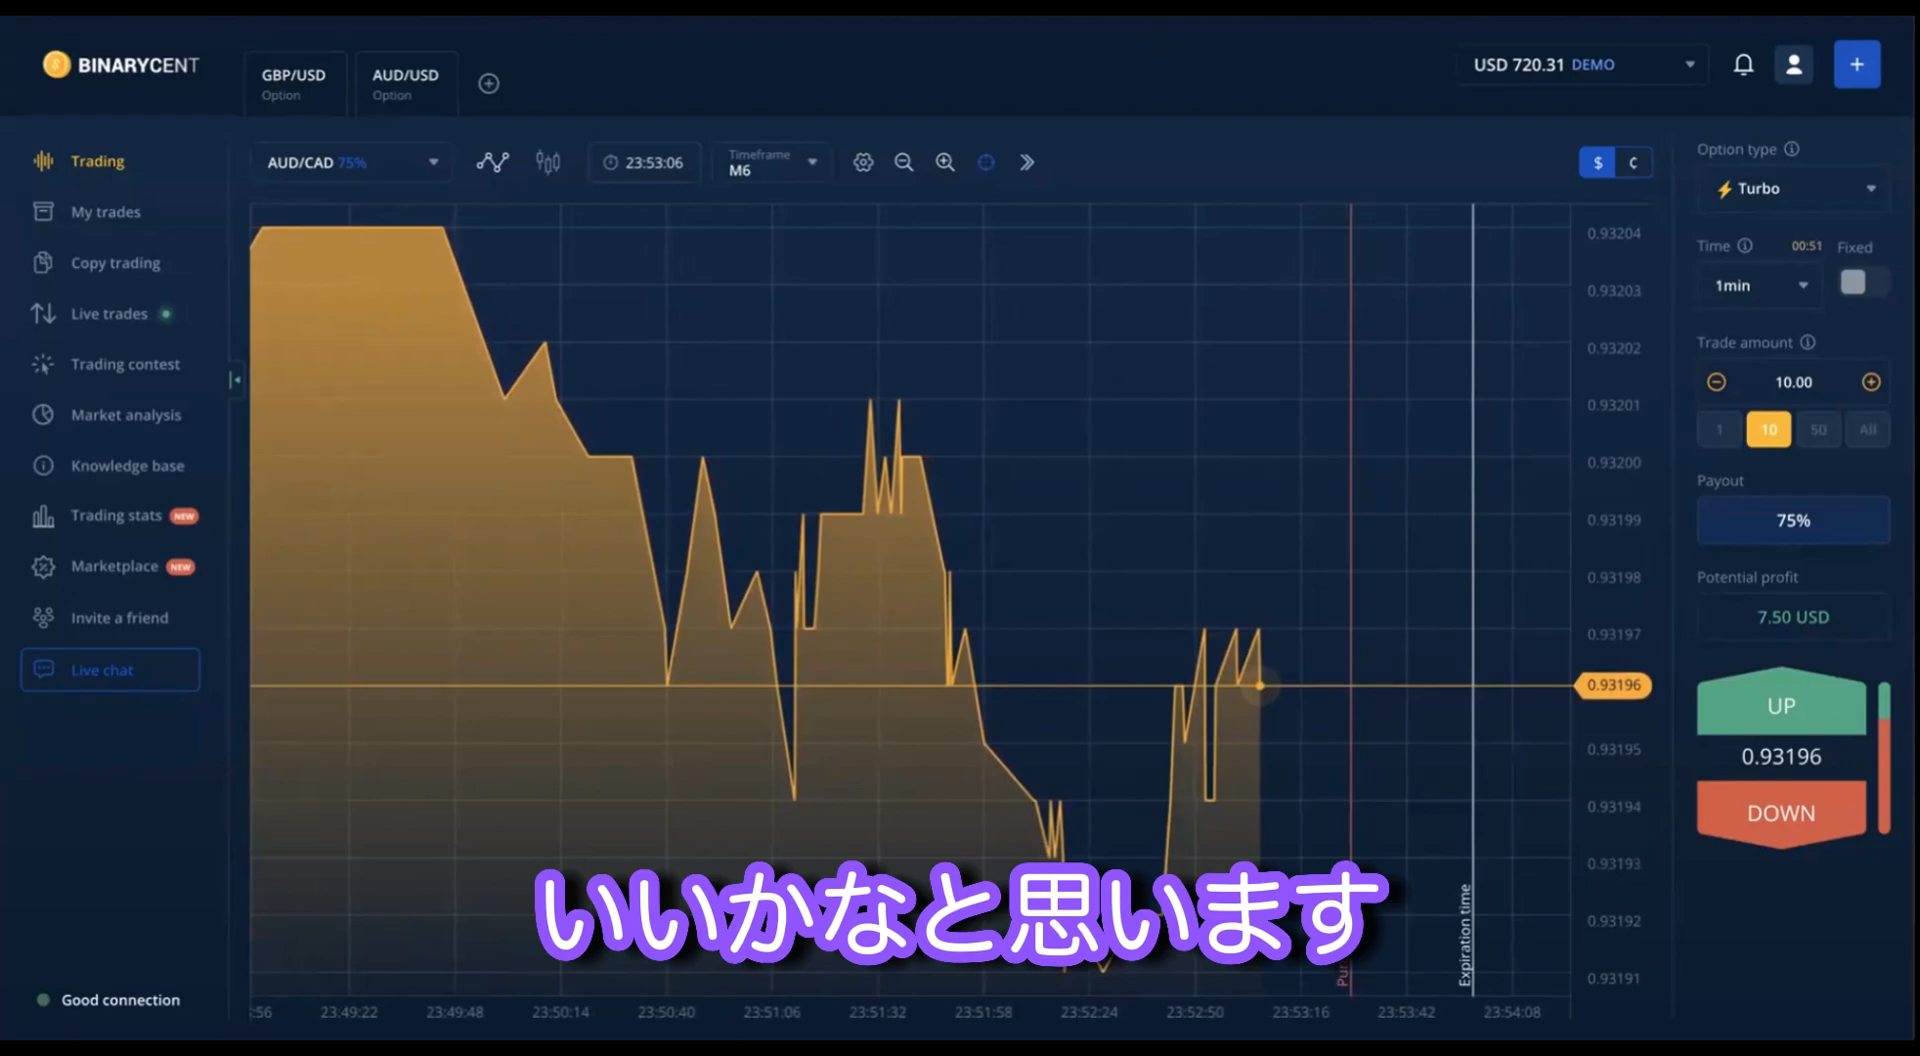 BINARYCENT
GBP/USD
Option
AUD/USD
Option
USD 720.31 DEMO
Trading
My trades
Copy trading
Live trades
Trading contest
Market analysis
Knowledge base
Trading stats NEW
Marketplace NEW
Invite a friend
Live chat
Good connection
AUD/CAD 75%
23:53:06
Timeframe
M6
$ ¢
0.93204
0.93203
0.93202
0.93201
0.93200
0.93199
0.93198
0.93197
0.93196
0.93195
0.93194
0.93193
0.93192
0.93191
Pur
Expiration time
:56 23:49:22 23:49:48 23:50:14 23:50:40 23:51:06 23:51:32 23:51:58 23:52:24 23:52:50 23:53:16 23:53:42 23:54:08
いいかなと思います
Option type
Turbo
Time 00:51 Fixed
1min
Trade amount
10.00
1 10 50 All
Payout
75%
Potential profit
7.50 USD
UP
0.93196
DOWN